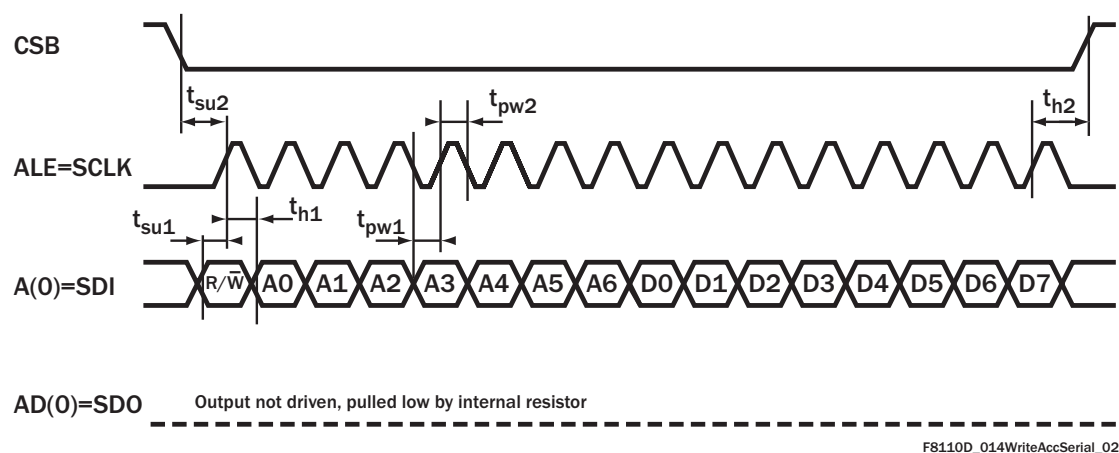 CSB
t_su2
t_pw2
t_h2
ALE=SCLK
t_su1
t_h1
t_pw1
A(0)=SDI R/W̅ A0 A1 A2 A3 A4 A5 A6 D0 D1 D2 D3 D4 D5 D6 D7
AD(0)=SDO Output not driven, pulled low by internal resistor
F8110D_014WriteAccSerial_02